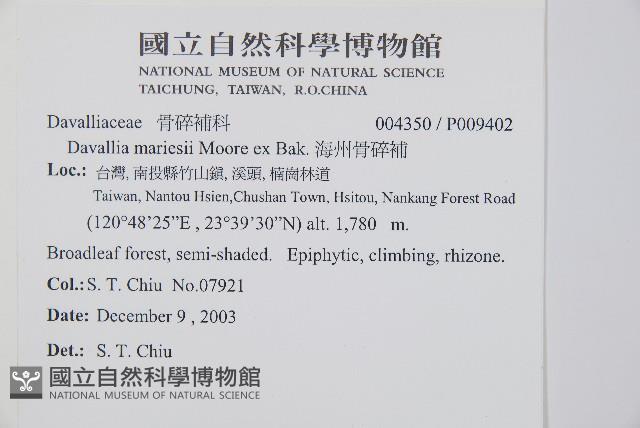 國立自然科學博物館
NATIONAL MUSEUM OF NATURAL SCIENCE
TAICHUNG, TAIWAN, R.O.CHINA
Davalliaceae 骨碎補科 004350 / P009402
Davallia mariesii Moore ex Bak. 海州骨碎補
Loc.: 台灣, 南投縣竹山鎮, 溪頭, 楠崗林道
Taiwan, Nantou Hsien,Chushan Town, Hsitou, Nankang Forest Road
(120°48'25”E , 23°39'30”N) alt. 1,780 m.
Broadleaf forest, semi-shaded. Epiphytic, climbing, rhizone.
Col.: S. T. Chiu No.07921
Date: December 9 , 2003
Det.: S. T. Chiu
國立自然科學博物館
NATIONAL MUSEUM OF NATURAL SCIENCE